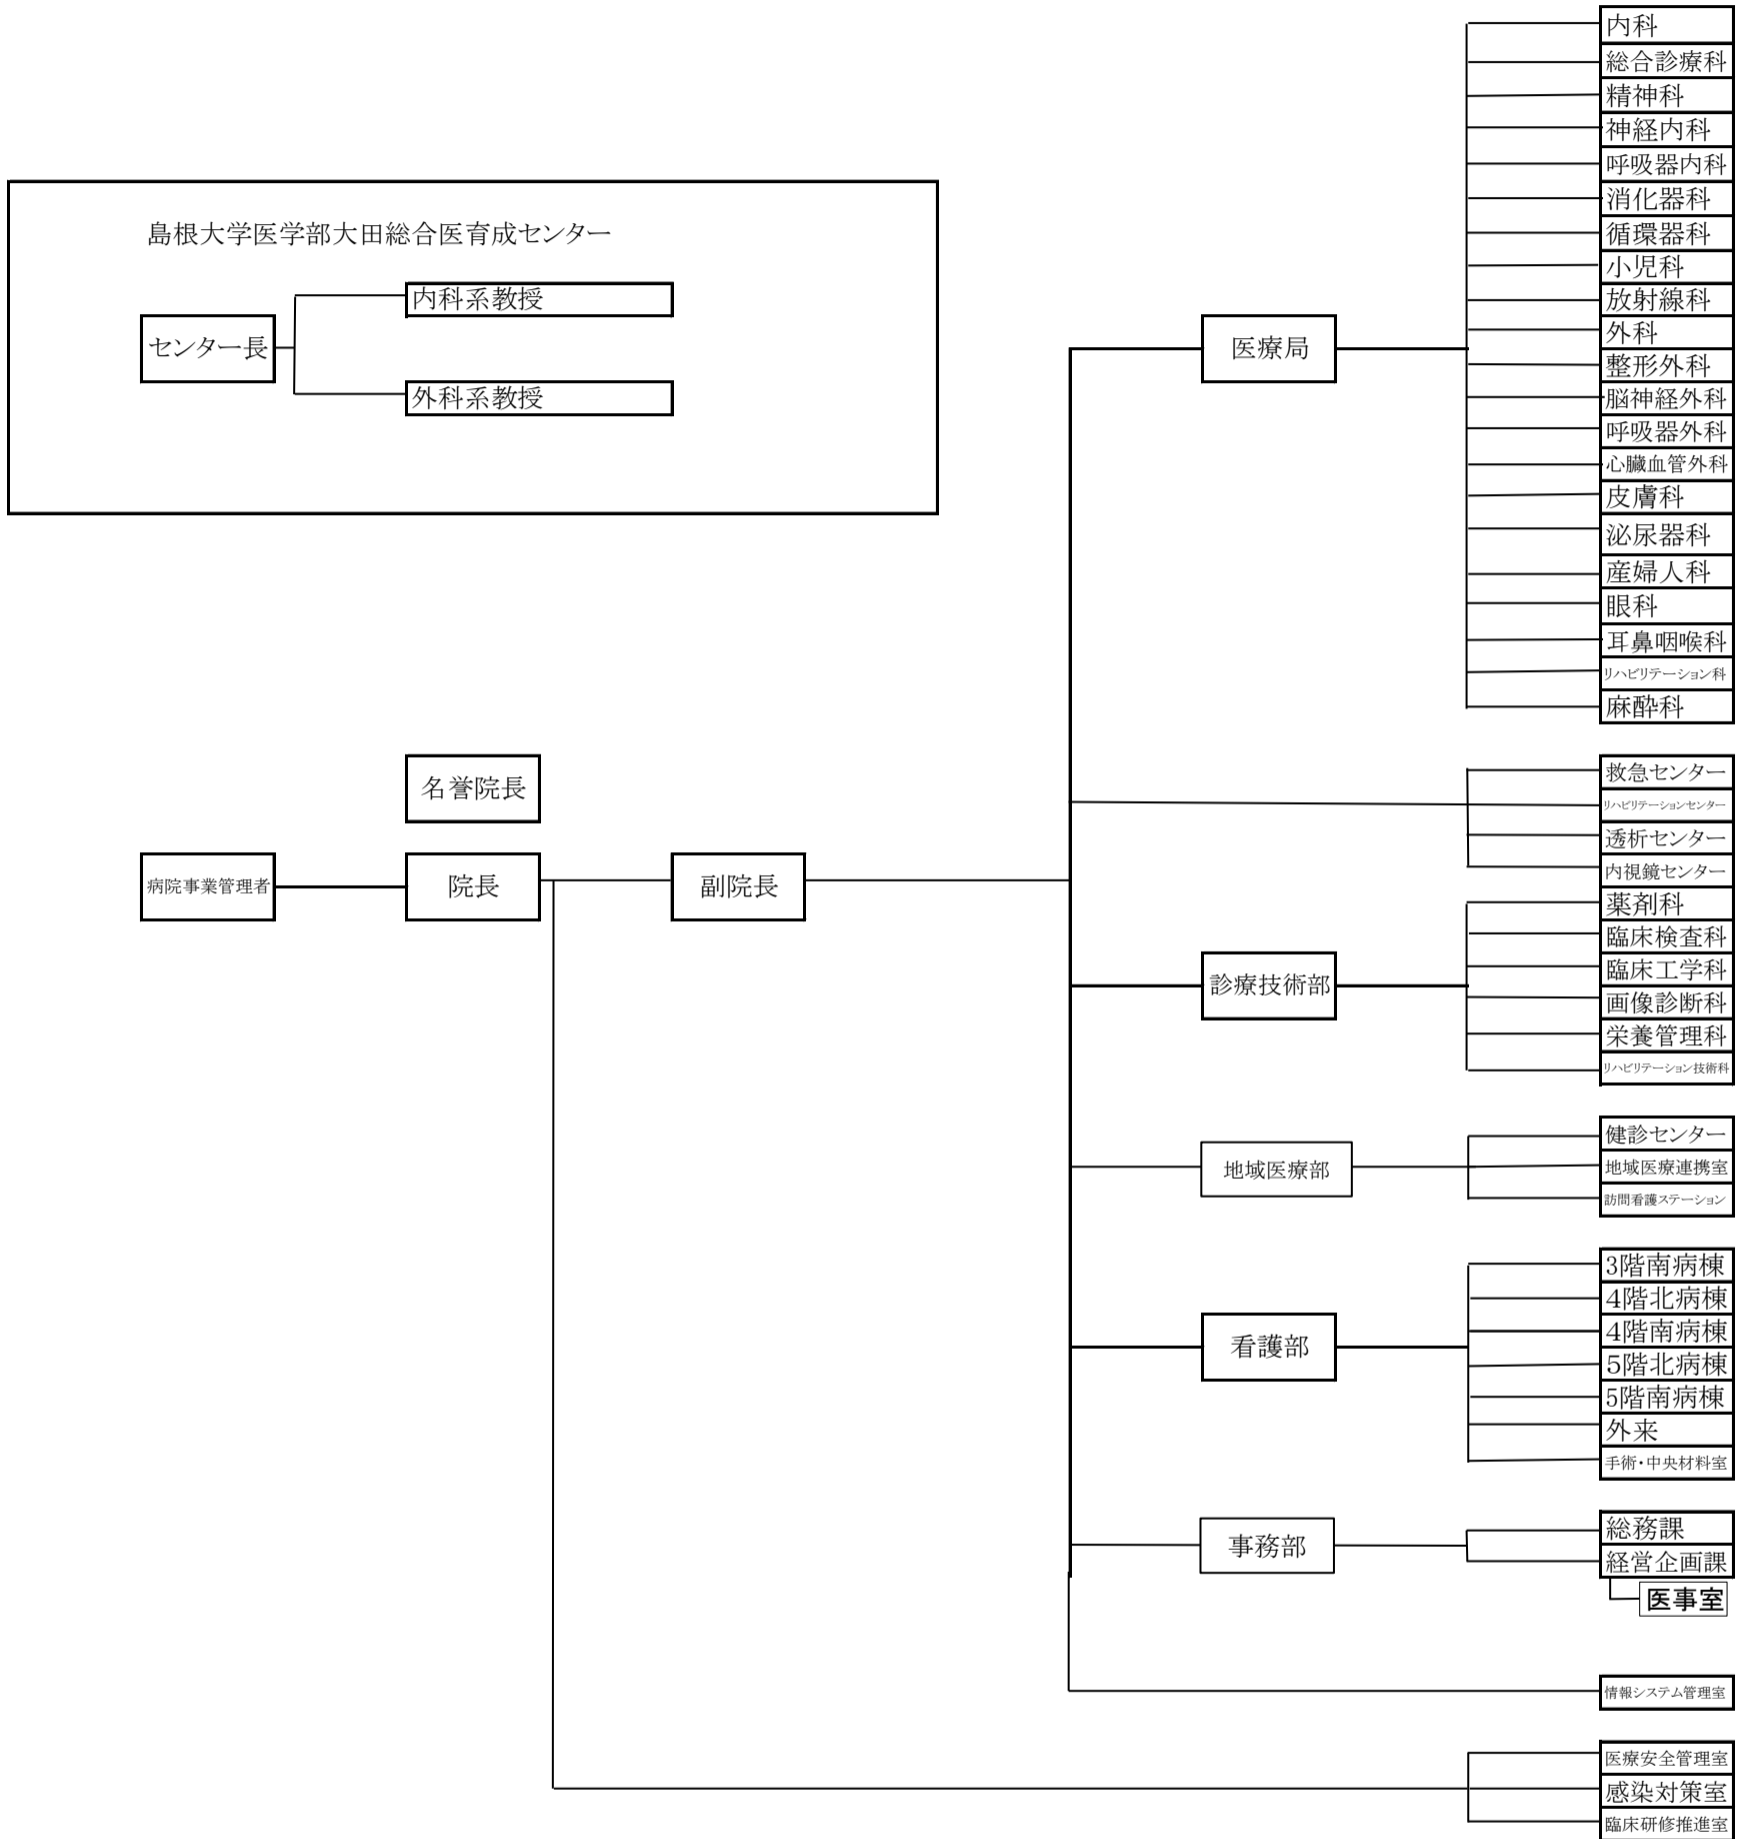 島根大学医学部大田総合医育成センター
センター長
内科系教授
外科系教授
名誉院長
病院事業管理者
院長
副院長
医療局
内科
総合診療科
精神科
神経内科
呼吸器内科
消化器科
循環器科
小児科
放射線科
外科
整形外科
脳神経外科
呼吸器外科
心臓血管外科
皮膚科
泌尿器科
産婦人科
眼科
耳鼻咽喉科
リハビリテーション科
麻酔科
救急センター
リハビリテーションセンター
透析センター
内視鏡センター
診療技術部
薬剤科
臨床検査科
臨床工学科
画像診断科
栄養管理科
リハビリテーション技術科
地域医療部
健診センター
地域医療連携室
訪問看護ステーション
看護部
3階南病棟
4階北病棟
4階南病棟
5階北病棟
5階南病棟
外来
手術・中央材料室
事務部
総務課
経営企画課
医事室
情報システム管理室
医療安全管理室
感染対策室
臨床研修推進室